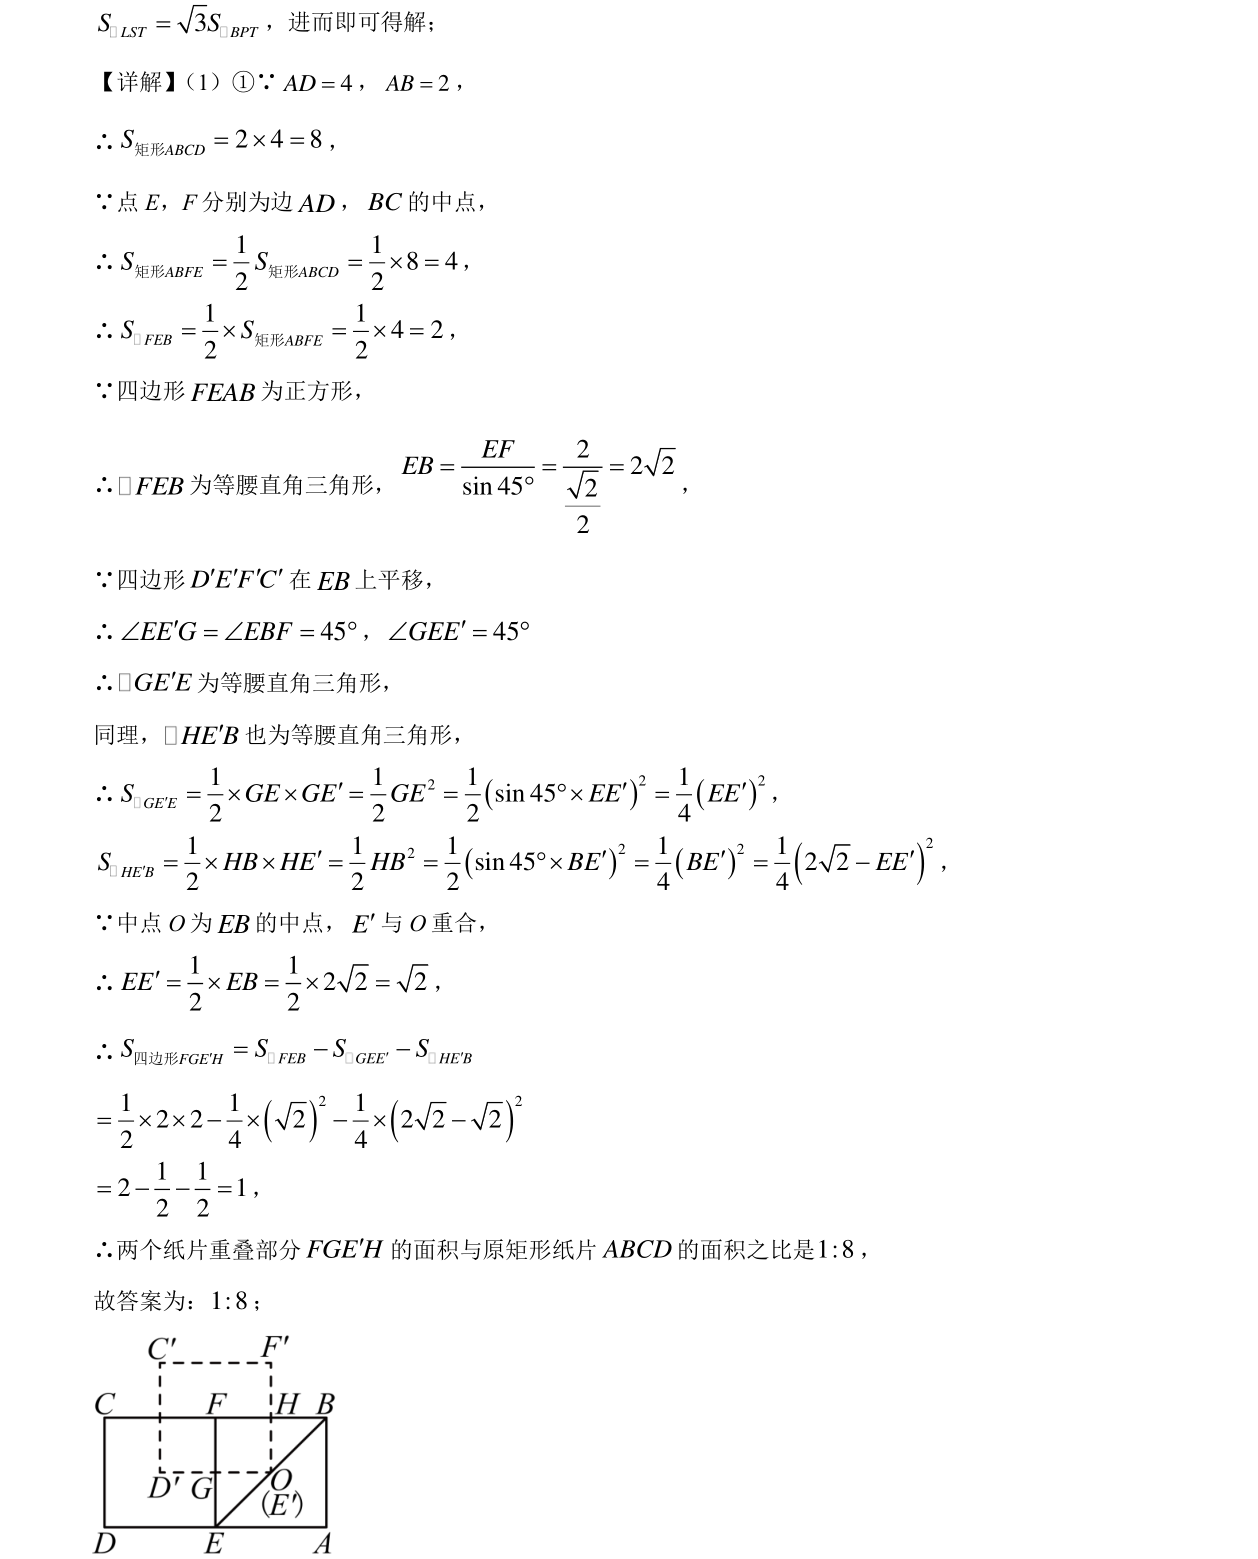 S□LST = √3S□BPT，进而即可得解；
【详解】（1）①∵ AD = 4， AB = 2，
∴ S矩形ABCD = 2×4 = 8，
∵点 E，F 分别为边 AD， BC 的中点，
∴ S矩形ABFE = 1/2 S矩形ABCD = 1/2 ×8 = 4，
∴ S□FEB = 1/2 × S矩形ABFE = 1/2 ×4 = 2，
∵四边形 FEAB 为正方形，
∴□FEB 为等腰直角三角形， EB = EF/sin 45° = 2/(√2/2) = 2√2，
∵四边形 D′E′F′C′ 在 EB 上平移，
∴ ∠EE′G = ∠EBF = 45°， ∠GEE′ = 45°
∴□GE′E 为等腰直角三角形，
同理，□HE′B 也为等腰直角三角形，
∴ S□GE′E = 1/2 ×GE×GE′ = 1/2 GE² = 1/2 (sin 45°×EE′)² = 1/4 (EE′)²，
S□HE′B = 1/2 ×HB×HE′ = 1/2 HB² = 1/2 (sin 45°×BE′)² = 1/4 (BE′)² = 1/4 (2√2 − EE′)²，
∵中点 O 为 EB 的中点， E′ 与 O 重合，
∴ EE′ = 1/2 ×EB = 1/2 ×2√2 = √2，
∴ S四边形FGE′H = S□FEB − S□GEE′ − S□HE′B
= 1/2 ×2×2 − 1/4 ×(√2)² − 1/4 ×(2√2 − √2)²
= 2 − 1/2 − 1/2 = 1，
∴两个纸片重叠部分 FGE′H 的面积与原矩形纸片 ABCD 的面积之比是1:8，
故答案为：1:8；
C′ F′
C F H B
D′ G O
(E′)
D E A